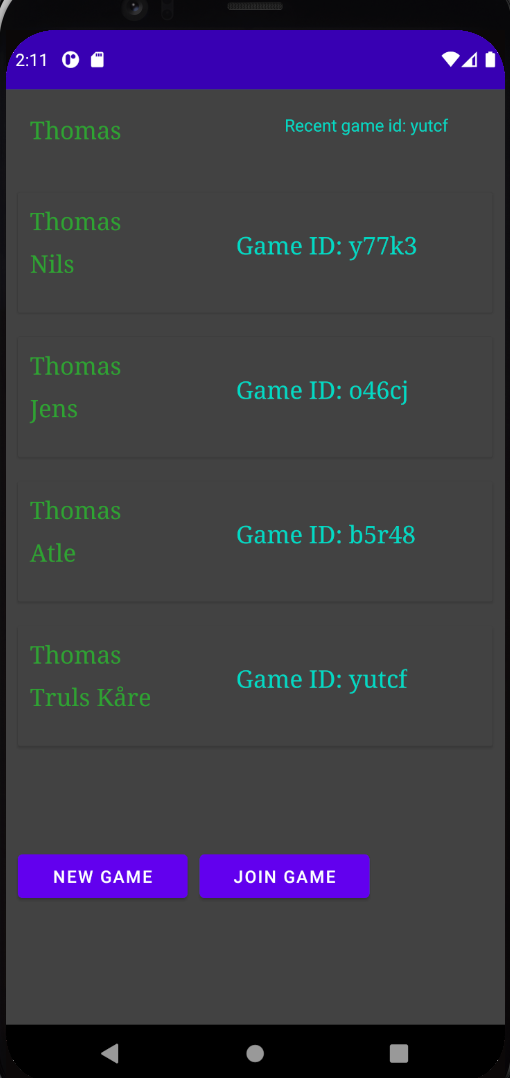 2:11
Thomas
Recent game id: yutcf
Thomas
Nils
Game ID: y77k3
Thomas
Jens
Game ID: o46cj
Thomas
Atle
Game ID: b5r48
Thomas
Truls Kåre
Game ID: yutcf
NEW GAME
JOIN GAME